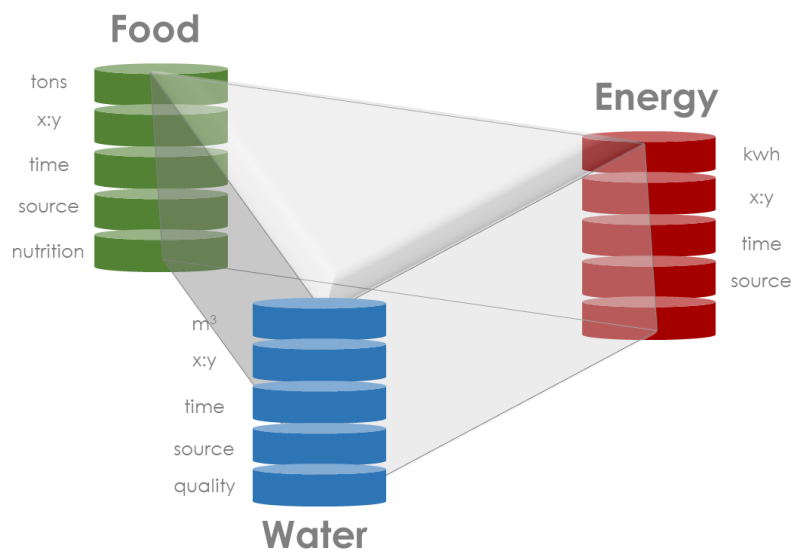 Food
tons
x:y
time
source
nutrition
Energy
kwh
x:y
time
source
m³
x:y
time
source
quality
Water